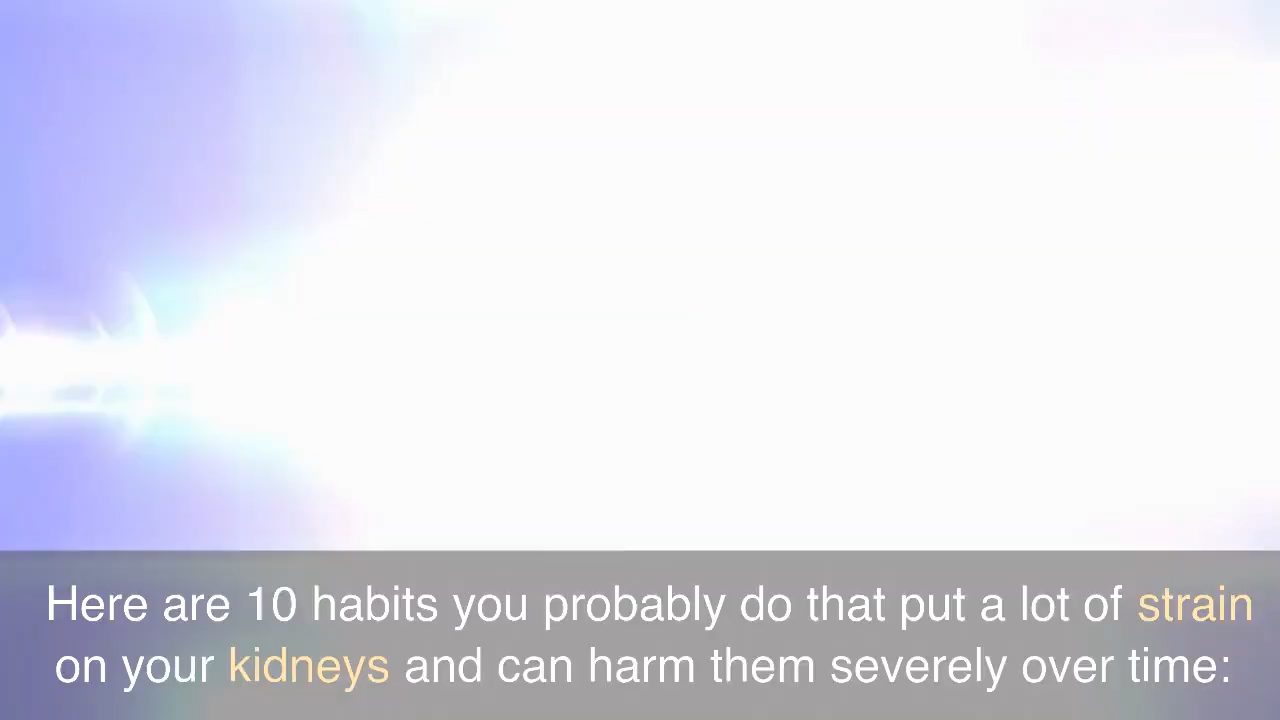 Here are 10 habits you probably do that put a lot of strain
on your kidneys and can harm them severely over time: